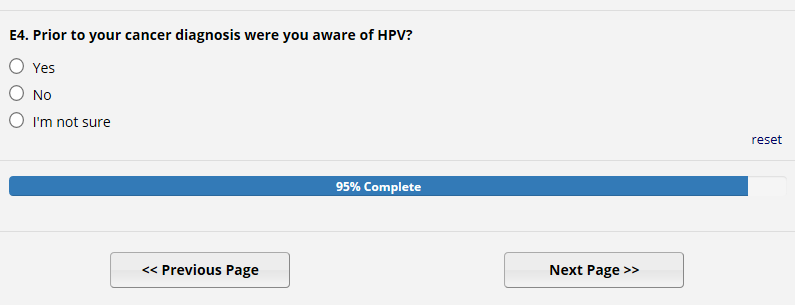 E4. Prior to your cancer diagnosis were you aware of HPV?
Yes
No
I'm not sure
reset
95% Complete
<< Previous Page
Next Page >>